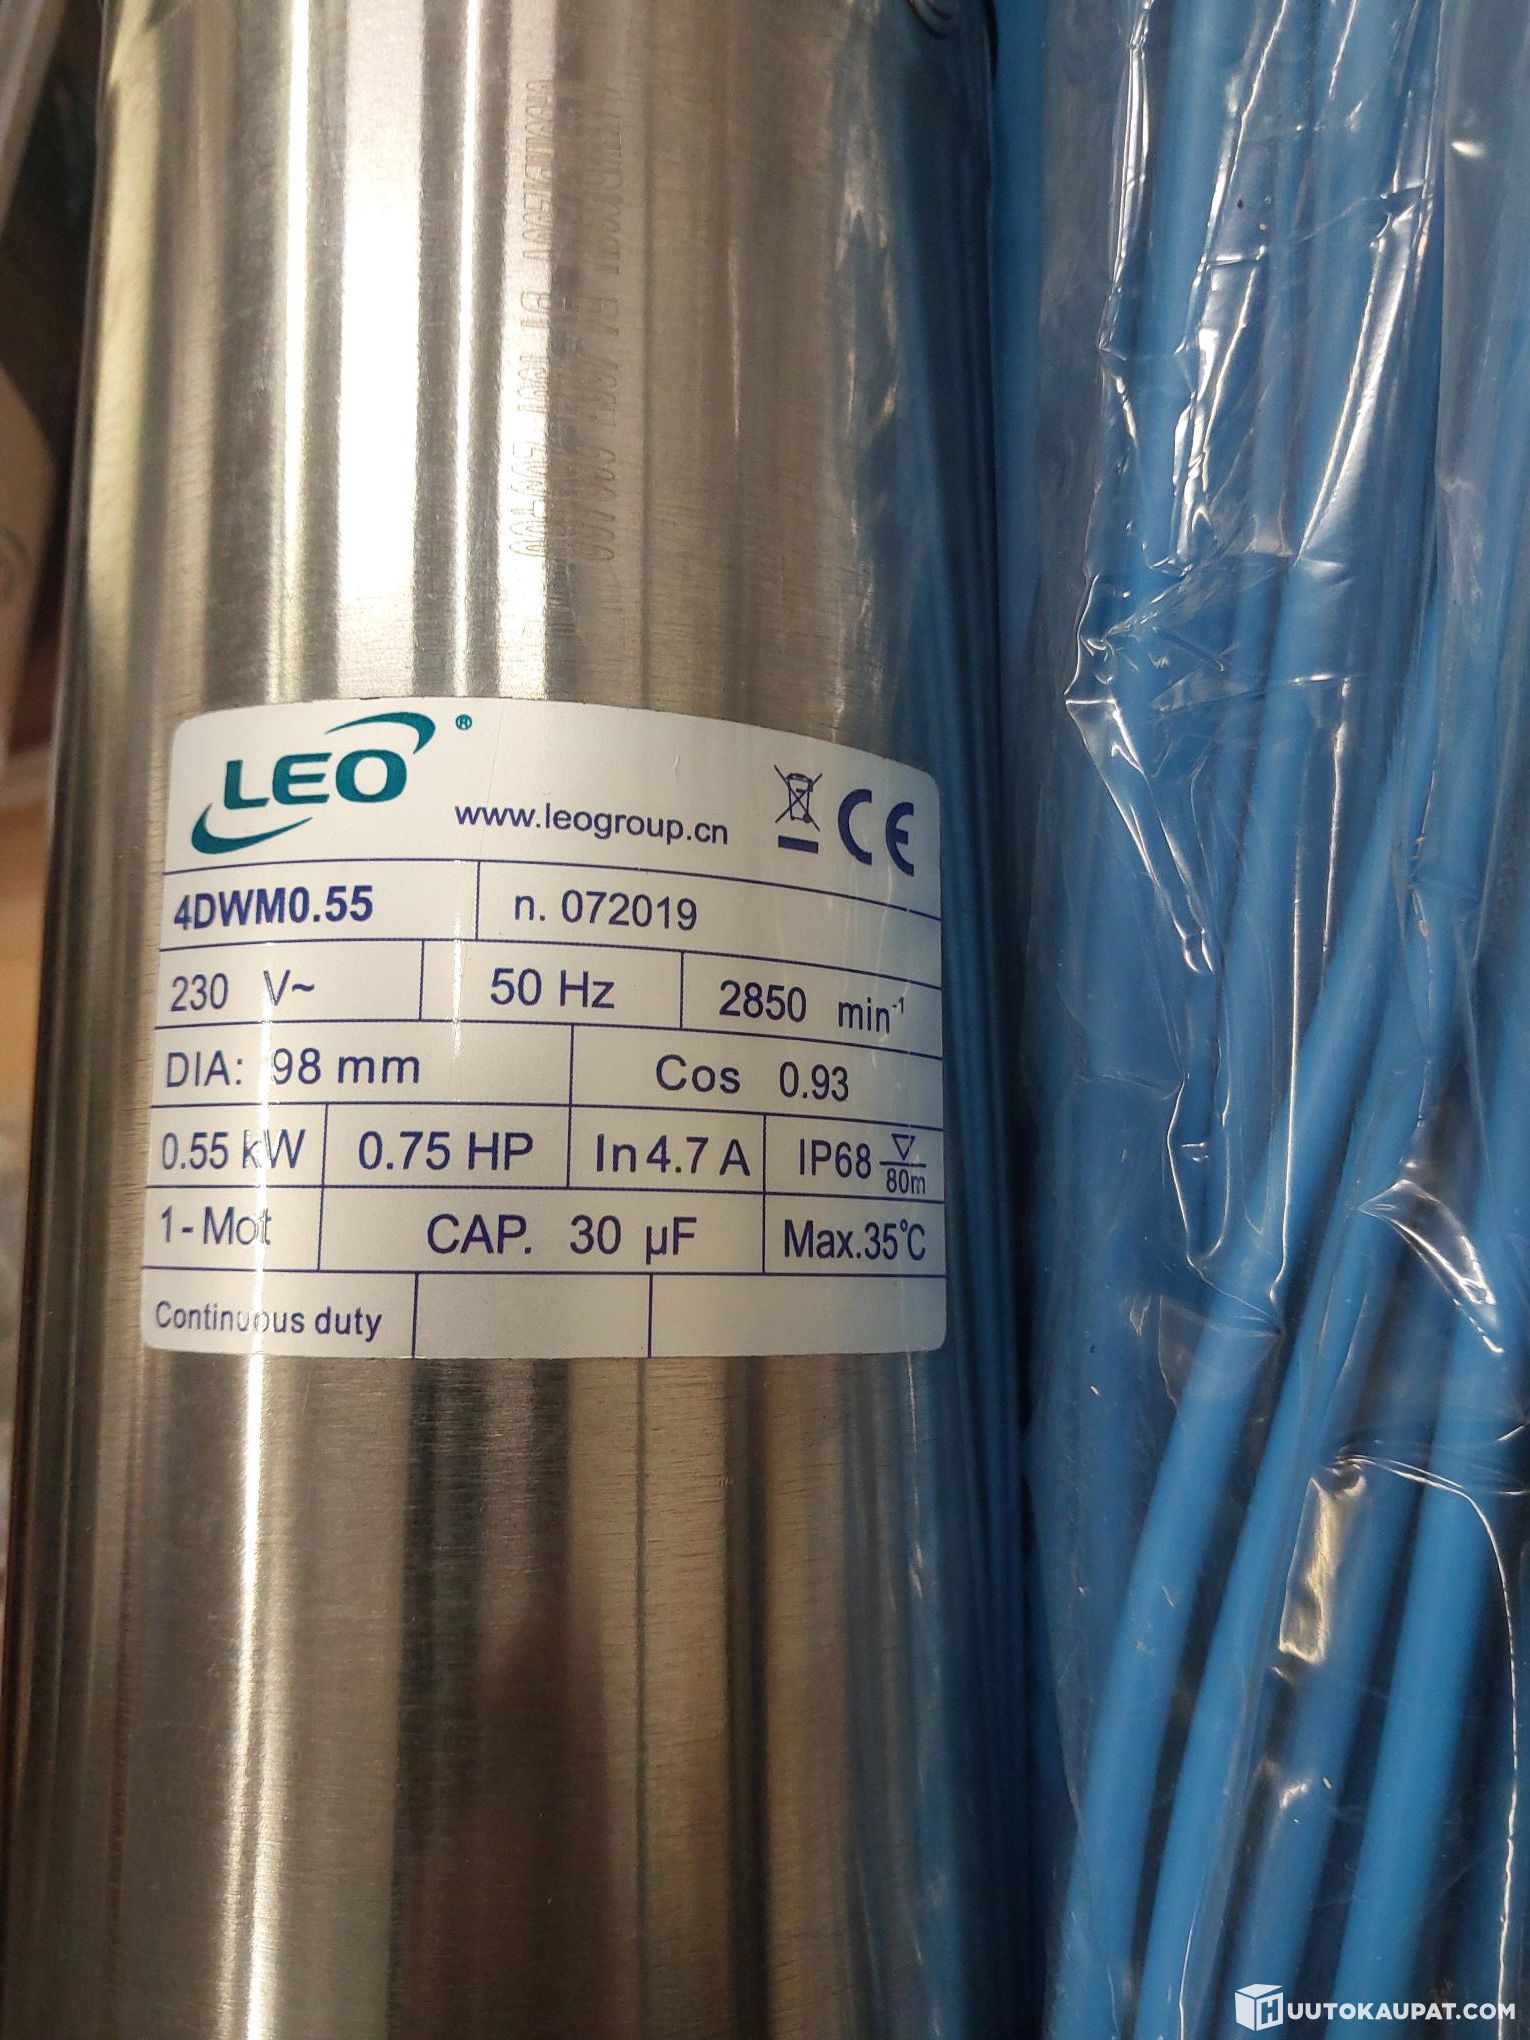 LEO®
www.leogroup.cn
CE
4DWM0.55 n. 072019
230 V~ 50 Hz 2850 min-1
DIA: 98 mm Cos 0.93
0.55 kW 0.75 HP In 4.7 A IP68 80m
1-Mot CAP. 30 µF Max.35℃
Continuous duty
HUUTOKAUPAT.COM